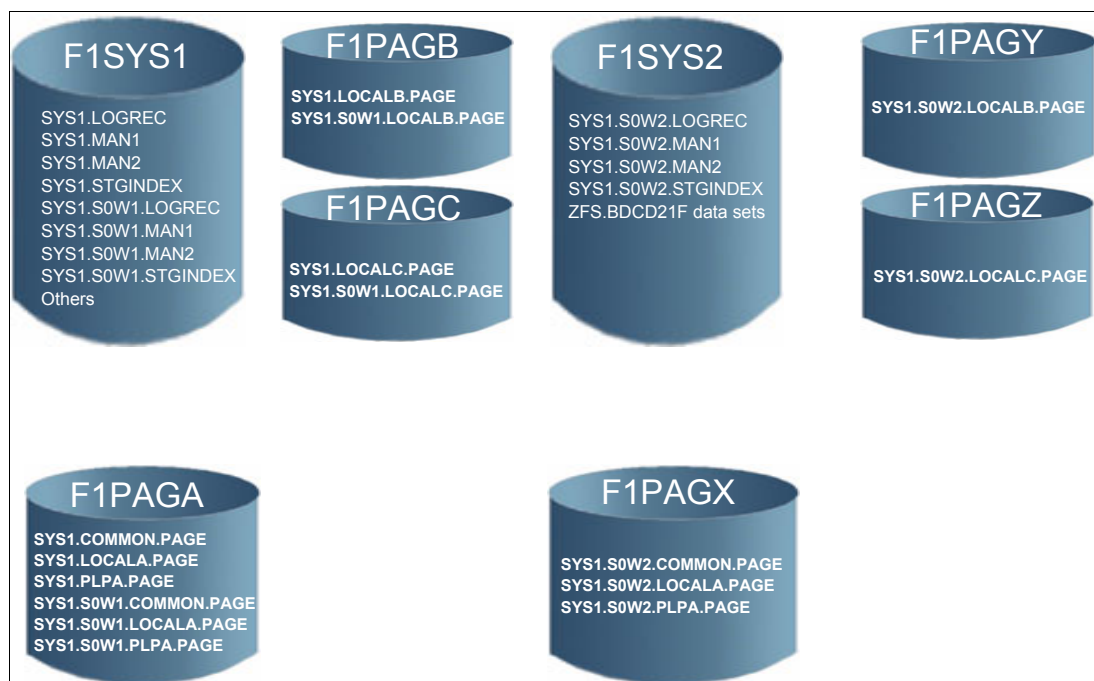 F1SYS1
SYS1.LOGREC
SYS1.MAN1
SYS1.MAN2
SYS1.STGINDEX
SYS1.S0W1.LOGREC
SYS1.S0W1.MAN1
SYS1.S0W1.MAN2
SYS1.S0W1.STGINDEX
Others
F1PAGB
SYS1.LOCALB.PAGE
SYS1.S0W1.LOCALB.PAGE
F1PAGC
SYS1.LOCALC.PAGE
SYS1.S0W1.LOCALC.PAGE
F1SYS2
SYS1.S0W2.LOGREC
SYS1.S0W2.MAN1
SYS1.S0W2.MAN2
SYS1.S0W2.STGINDEX
ZFS.BDCD21F data sets
F1PAGY
SYS1.S0W2.LOCALB.PAGE
F1PAGZ
SYS1.S0W2.LOCALC.PAGE
F1PAGA
SYS1.COMMON.PAGE
SYS1.LOCALA.PAGE
SYS1.PLPA.PAGE
SYS1.S0W1.COMMON.PAGE
SYS1.S0W1.LOCALA.PAGE
SYS1.S0W1.PLPA.PAGE
F1PAGX
SYS1.S0W2.COMMON.PAGE
SYS1.S0W2.LOCALA.PAGE
SYS1.S0W2.PLPA.PAGE